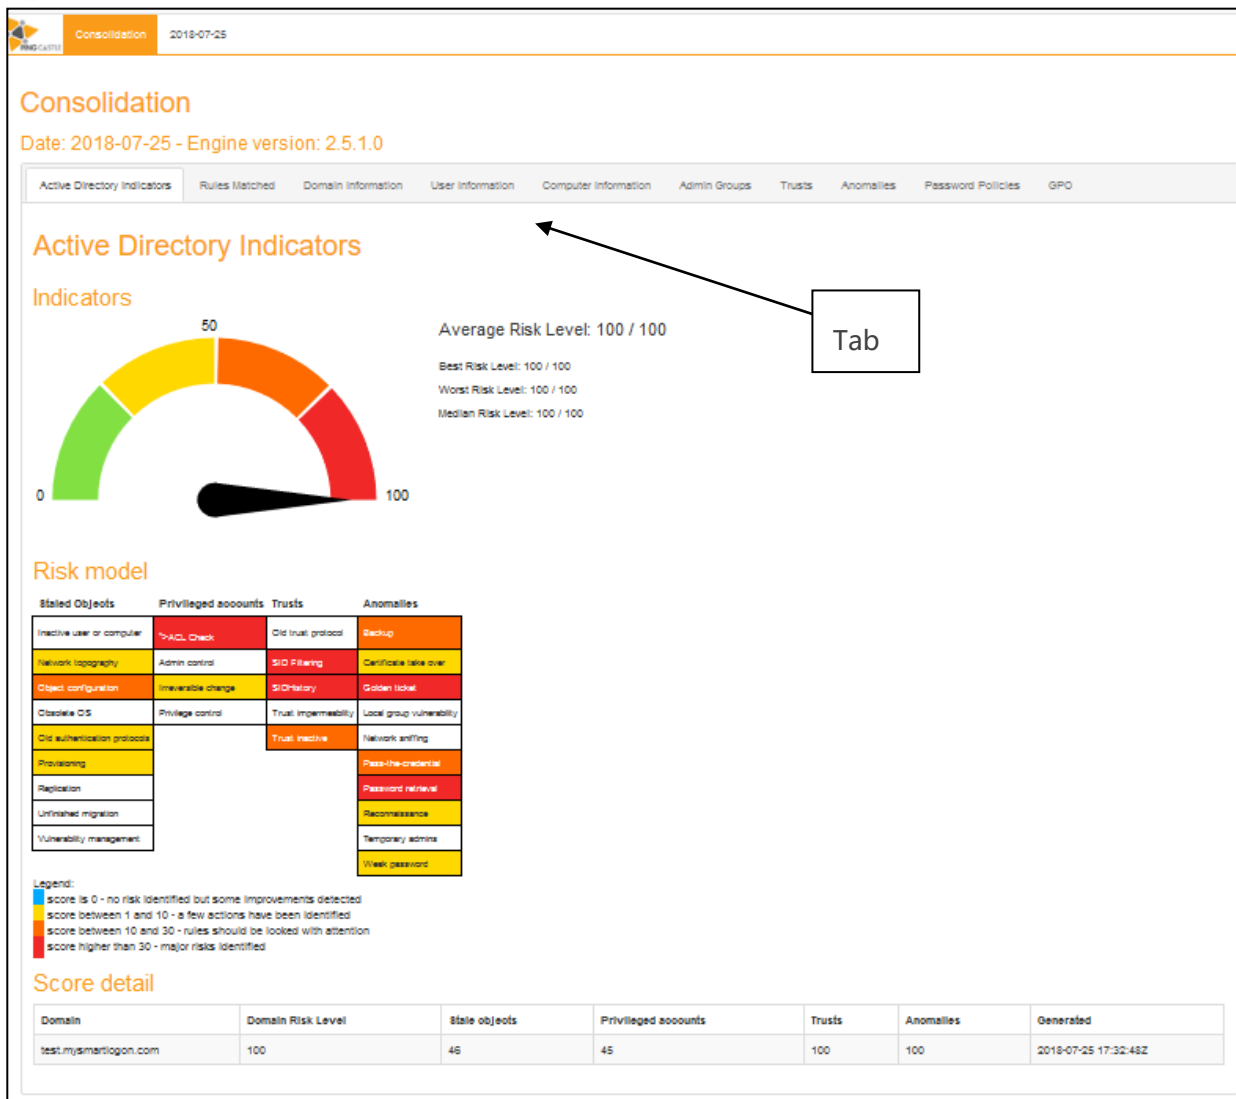 PING CASTLE Consolidation 2018-07-25
Consolidation
Date: 2018-07-25 - Engine version: 2.5.1.0
Active Directory Indicators Rules Matched Domain Information User Information Computer Information Admin Groups Trusts Anomalies Password Policies GPO
Active Directory Indicators
Tab
Indicators
50
0
100
Average Risk Level: 100 / 100
Best Risk Level: 100 / 100
Worst Risk Level: 100 / 100
Median Risk Level: 100 / 100
Risk model
Staled Objects Privileged accounts Trusts Anomalies
Inactive user or computer ">ACL Check Old trust protocol Backup
Network topography Admin control SID Filtering Certificate take over
Object configuration Irreversible change SIDHistory Golden ticket
Obsolete OS Privilege control Trust impermeability Local group vulnerability
Old authentication protocols Trust inactive Network sniffing
Provisioning Pass-the-credential
Replication Password retrieval
Unfinished migration Reconnaissance
Vulnerability management Temporary admins
Weak password
Legend:
score is 0 - no risk identified but some improvements detected
score between 1 and 10 - a few actions have been identified
score between 10 and 30 - rules should be looked with attention
score higher than 30 - major risks identified
Score detail
Domain Domain Risk Level Stale objects Privileged accounts Trusts Anomalies Generated
test.mysmartlogon.com 100 46 45 100 100 2018-07-25 17:32:48Z